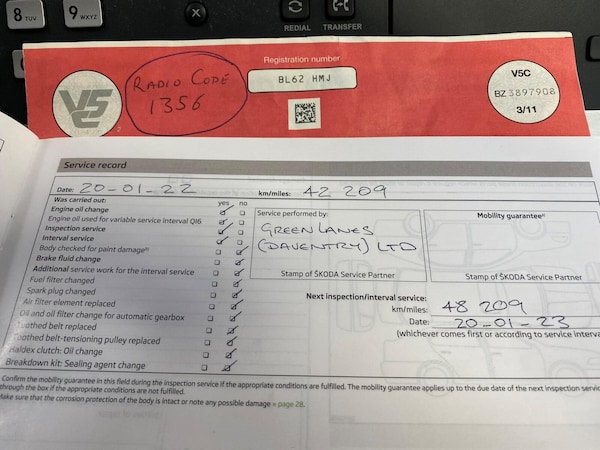 8 TUV
9 WXYZ
REDIAL TRANSFER
Registration number
BL62 HMJ
RADIO CODE
1356
V5C
V5C
BZ 3897908
3/11
Service record
Date: 20-01-22 km/miles: 42 209
Was carried out: yes no
Engine oil change
Engine oil used for variable service interval QI6
Inspection service
Interval service
Body checked for paint damage
Brake fluid change
Additional service work for the interval service
Fuel filter changed
Spark plug changed
Air filter element replaced
Oil and oil filter change for automatic gearbox
Toothed belt replaced
Toothed belt-tensioning pulley replaced
Haldex clutch: Oil change
Breakdown kit: Sealing agent change
Service performed by:
GREEN LANES
(DAVENTRY) LTD
Stamp of ŠKODA Service Partner
Mobility guarantee
Stamp of ŠKODA Service Partner
Next inspection/interval service:
km/miles: 48 209
Date: 20-01-23
(whichever comes first or according to service interva
Confirm the mobility guarantee in this field during the inspection service if the appropriate conditions are fulfilled. The mobility guarantee applies up to the due date of the next inspection servic
through the box if the appropriate conditions are not fulfilled.
Make sure that the corrosion protection of the body is intact or note any possible damage » page 28.